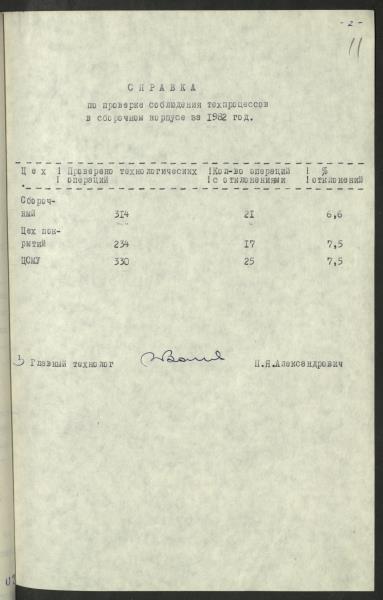 - 2 -
11
СПРАВКА
по проверке соблюдения техпроцессов
в сборочном корпусе за 1982 год.
Цех ! Проверено технологических !Кол-во операций ! %
! операций !с отклонениями !отклонений
Сбороч-
ный 314 21 6,6
Цех пок-
рытий 234 17 7,5
ЦСМУ 330 25 7,5
Главный технолог П.Я.Александрович